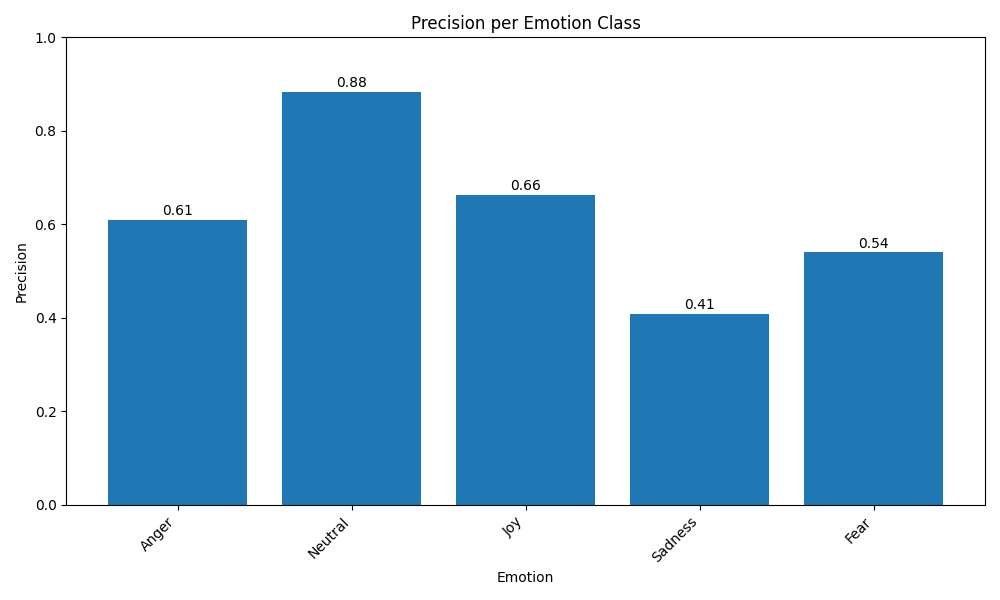 Precision per Emotion Class
1.0
0.8
0.6
0.4
0.2
0.0
Precision
0.61
0.88
0.66
0.41
0.54
Anger
Neutral
Joy
Sadness
Fear
Emotion